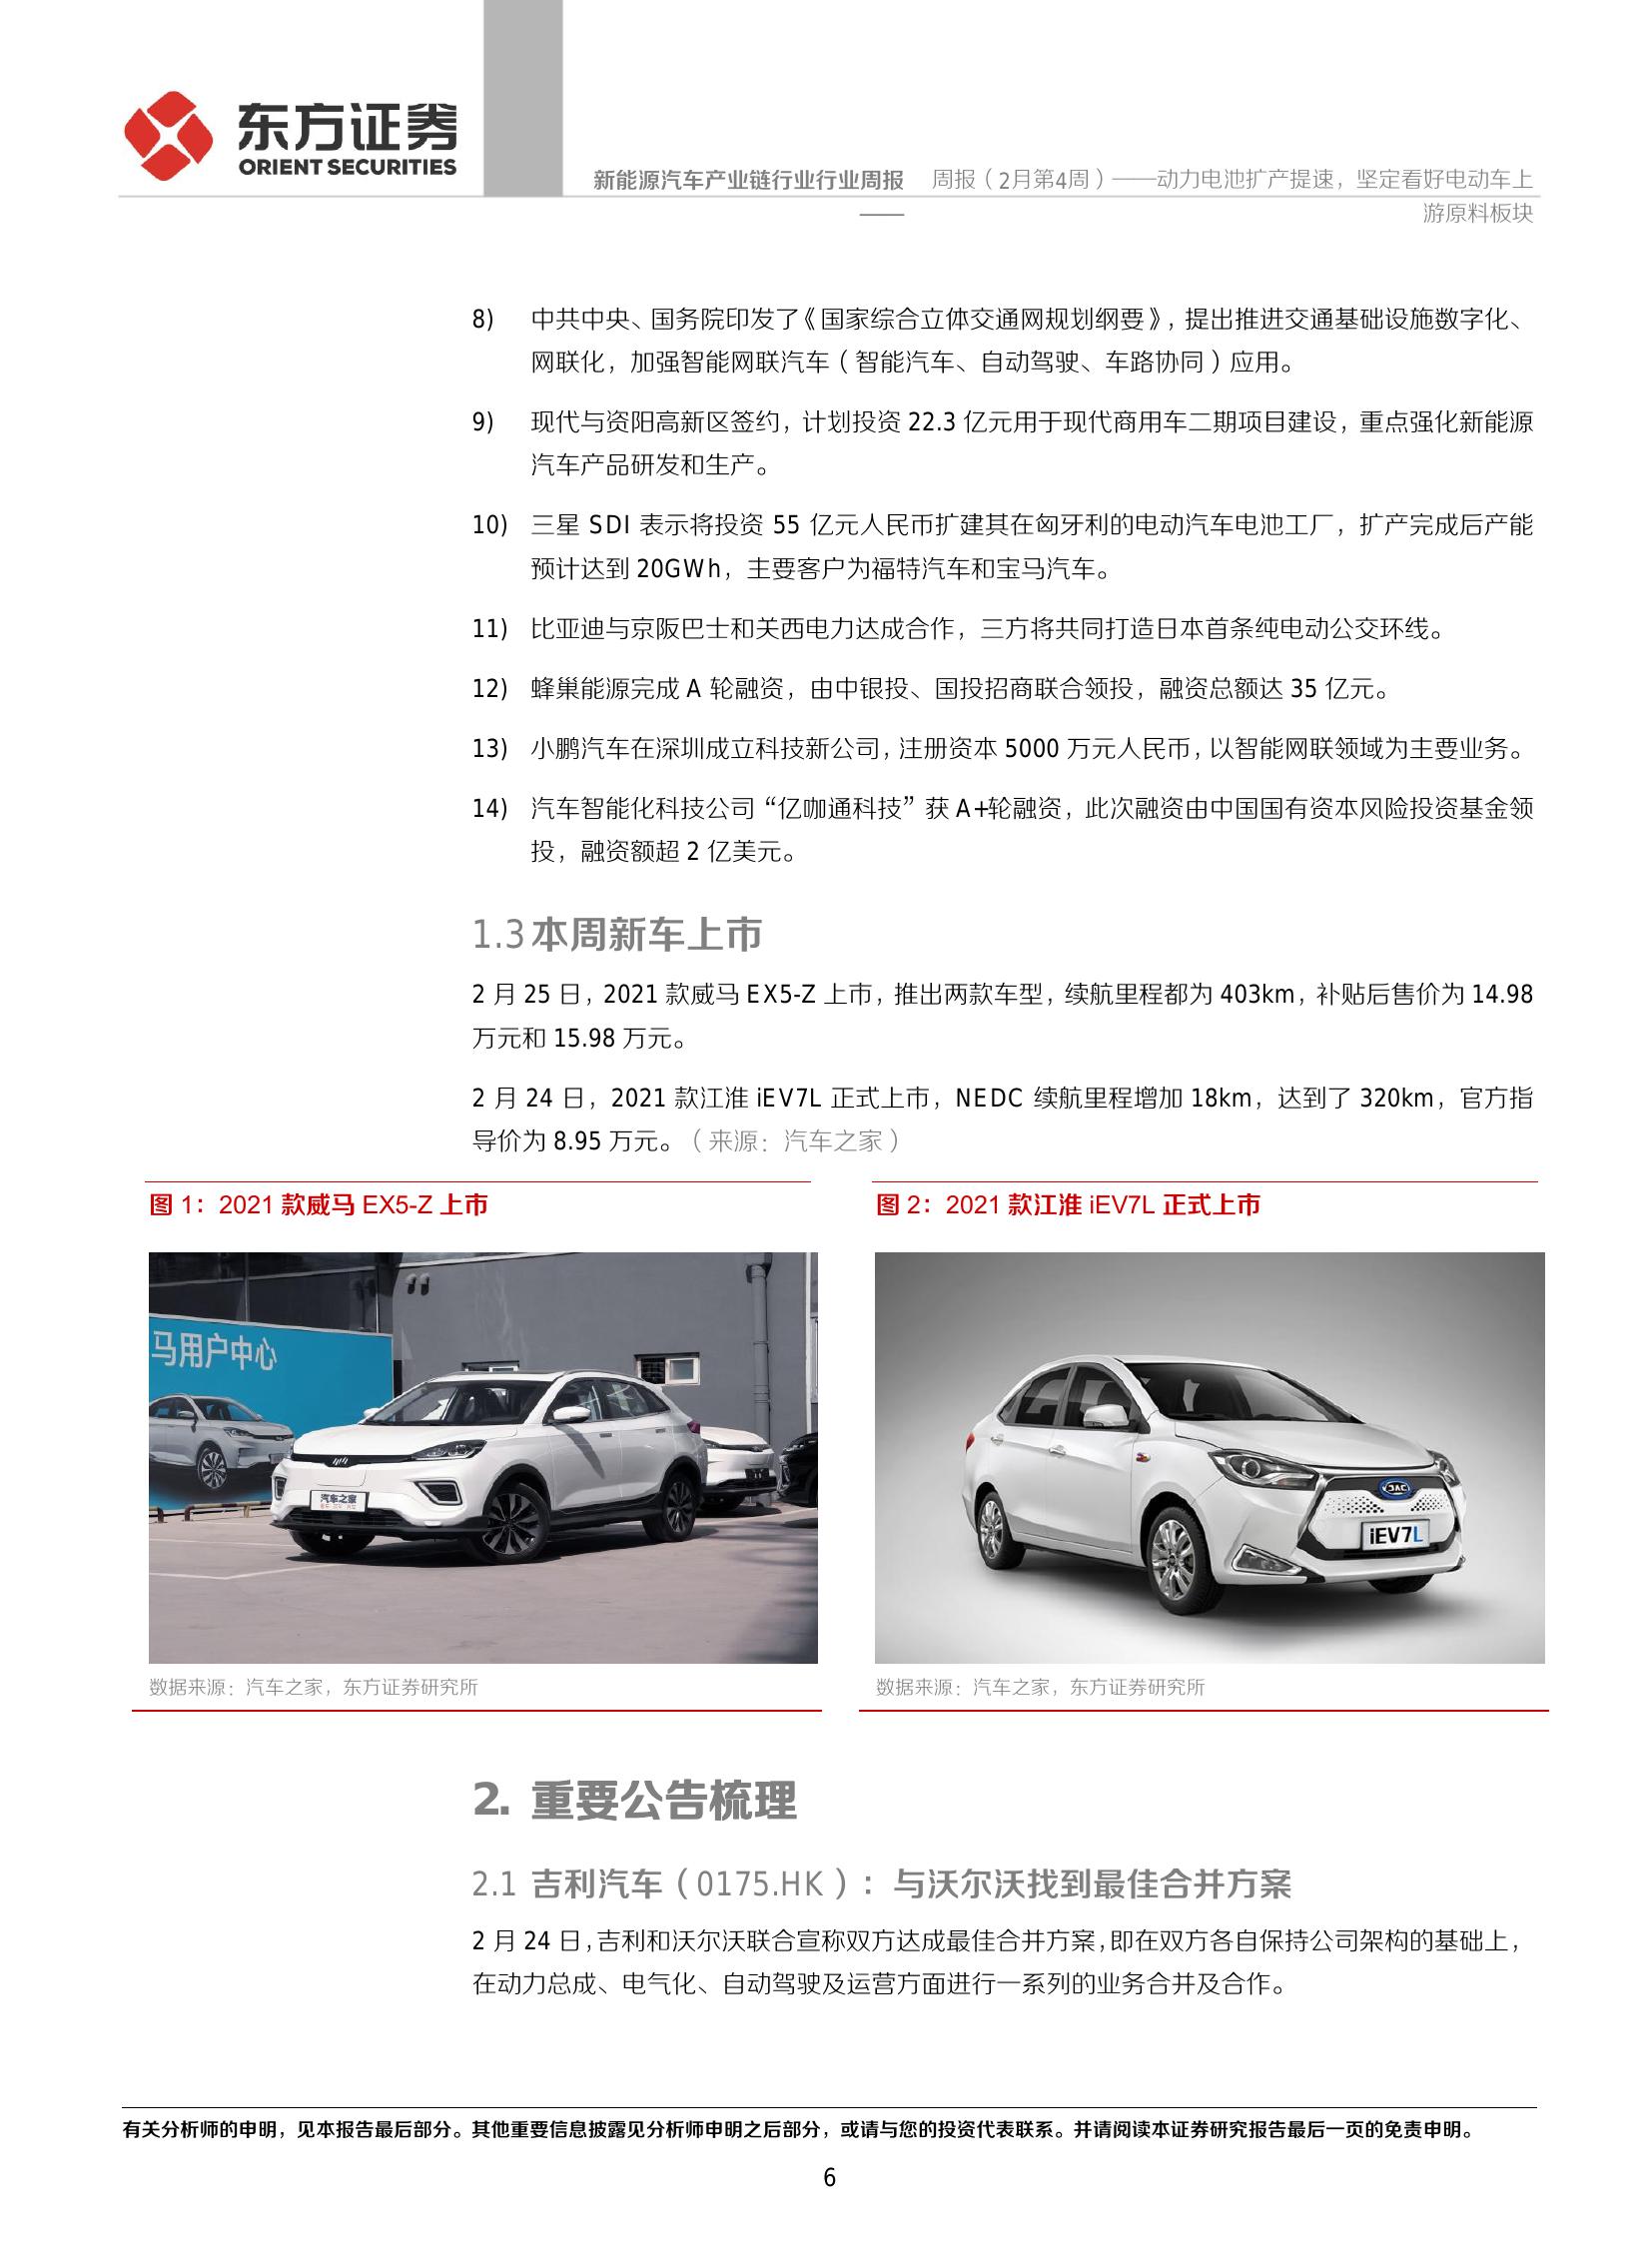 东方证券
ORIENT SECURITIES
新能源汽车产业链行业行业周报 周报（2月第4周）——动力电池扩产提速，坚定看好电动车上
—— 游原料板块
8) 中共中央、国务院印发了《国家综合立体交通网规划纲要》，提出推进交通基础设施数字化、
网联化，加强智能网联汽车（智能汽车、自动驾驶、车路协同）应用。
9) 现代与资阳高新区签约，计划投资 22.3 亿元用于现代商用车二期项目建设，重点强化新能源
汽车产品研发和生产。
10) 三星 SDI 表示将投资 55 亿元人民币扩建其在匈牙利的电动汽车电池工厂，扩产完成后产能
预计达到 20GWh，主要客户为福特汽车和宝马汽车。
11) 比亚迪与京阪巴士和关西电力达成合作，三方将共同打造日本首条纯电动公交环线。
12) 蜂巢能源完成 A 轮融资，由中银投、国投招商联合领投，融资总额达 35 亿元。
13) 小鹏汽车在深圳成立科技新公司，注册资本 5000 万元人民币，以智能网联领域为主要业务。
14) 汽车智能化科技公司“亿咖通科技”获 A+轮融资，此次融资由中国国有资本风险投资基金领
投，融资额超 2 亿美元。
1.3 本周新车上市
2 月 25 日，2021 款威马 EX5-Z 上市，推出两款车型，续航里程都为 403km，补贴后售价为 14.98
万元和 15.98 万元。
2 月 24 日，2021 款江淮 iEV7L 正式上市，NEDC 续航里程增加 18km，达到了 320km，官方指
导价为 8.95 万元。（来源：汽车之家）
图 1：2021 款威马 EX5-Z 上市
图 2：2021 款江淮 iEV7L 正式上市
马用户中心
汽车之家
JAC
iEV7L
数据来源：汽车之家，东方证券研究所
数据来源：汽车之家，东方证券研究所
2. 重要公告梳理
2.1 吉利汽车（0175.HK）：与沃尔沃找到最佳合并方案
2 月 24 日，吉利和沃尔沃联合宣称双方达成最佳合并方案，即在双方各自保持公司架构的基础上，
在动力总成、电气化、自动驾驶及运营方面进行一系列的业务合并及合作。
有关分析师的申明，见本报告最后部分。其他重要信息披露见分析师申明之后部分，或请与您的投资代表联系。并请阅读本证券研究报告最后一页的免责申明。
6